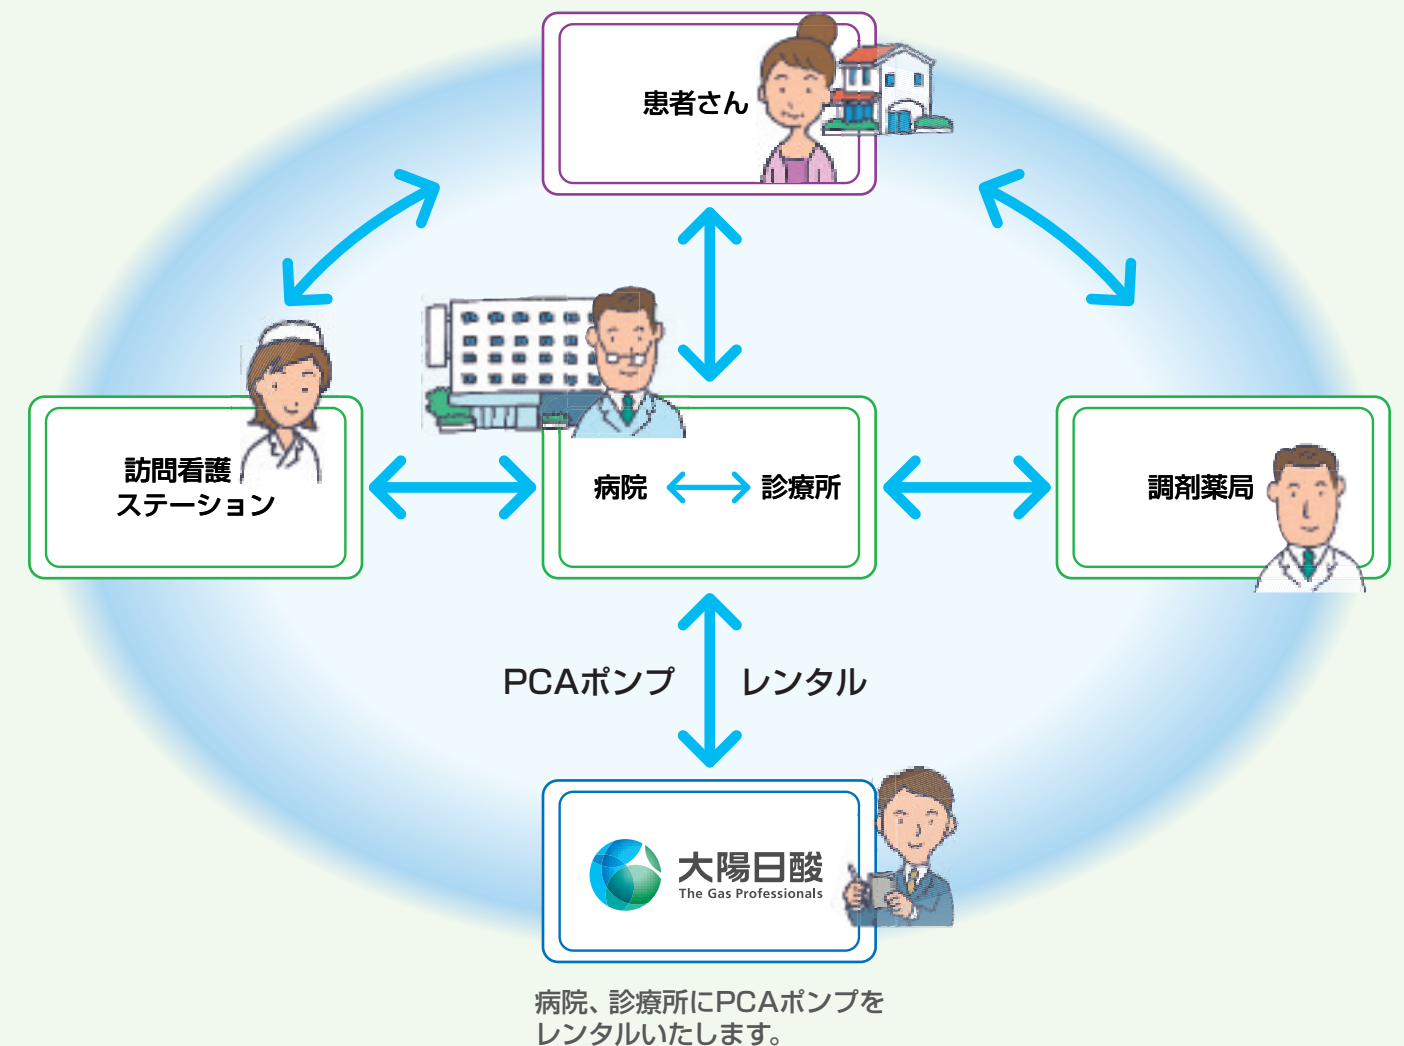 患者さん
訪問看護
ステーション
病院
診療所
調剤薬局
PCAポンプ レンタル
大陽日酸
The Gas Professionals
病院、診療所にPCAポンプを
レンタルいたします。